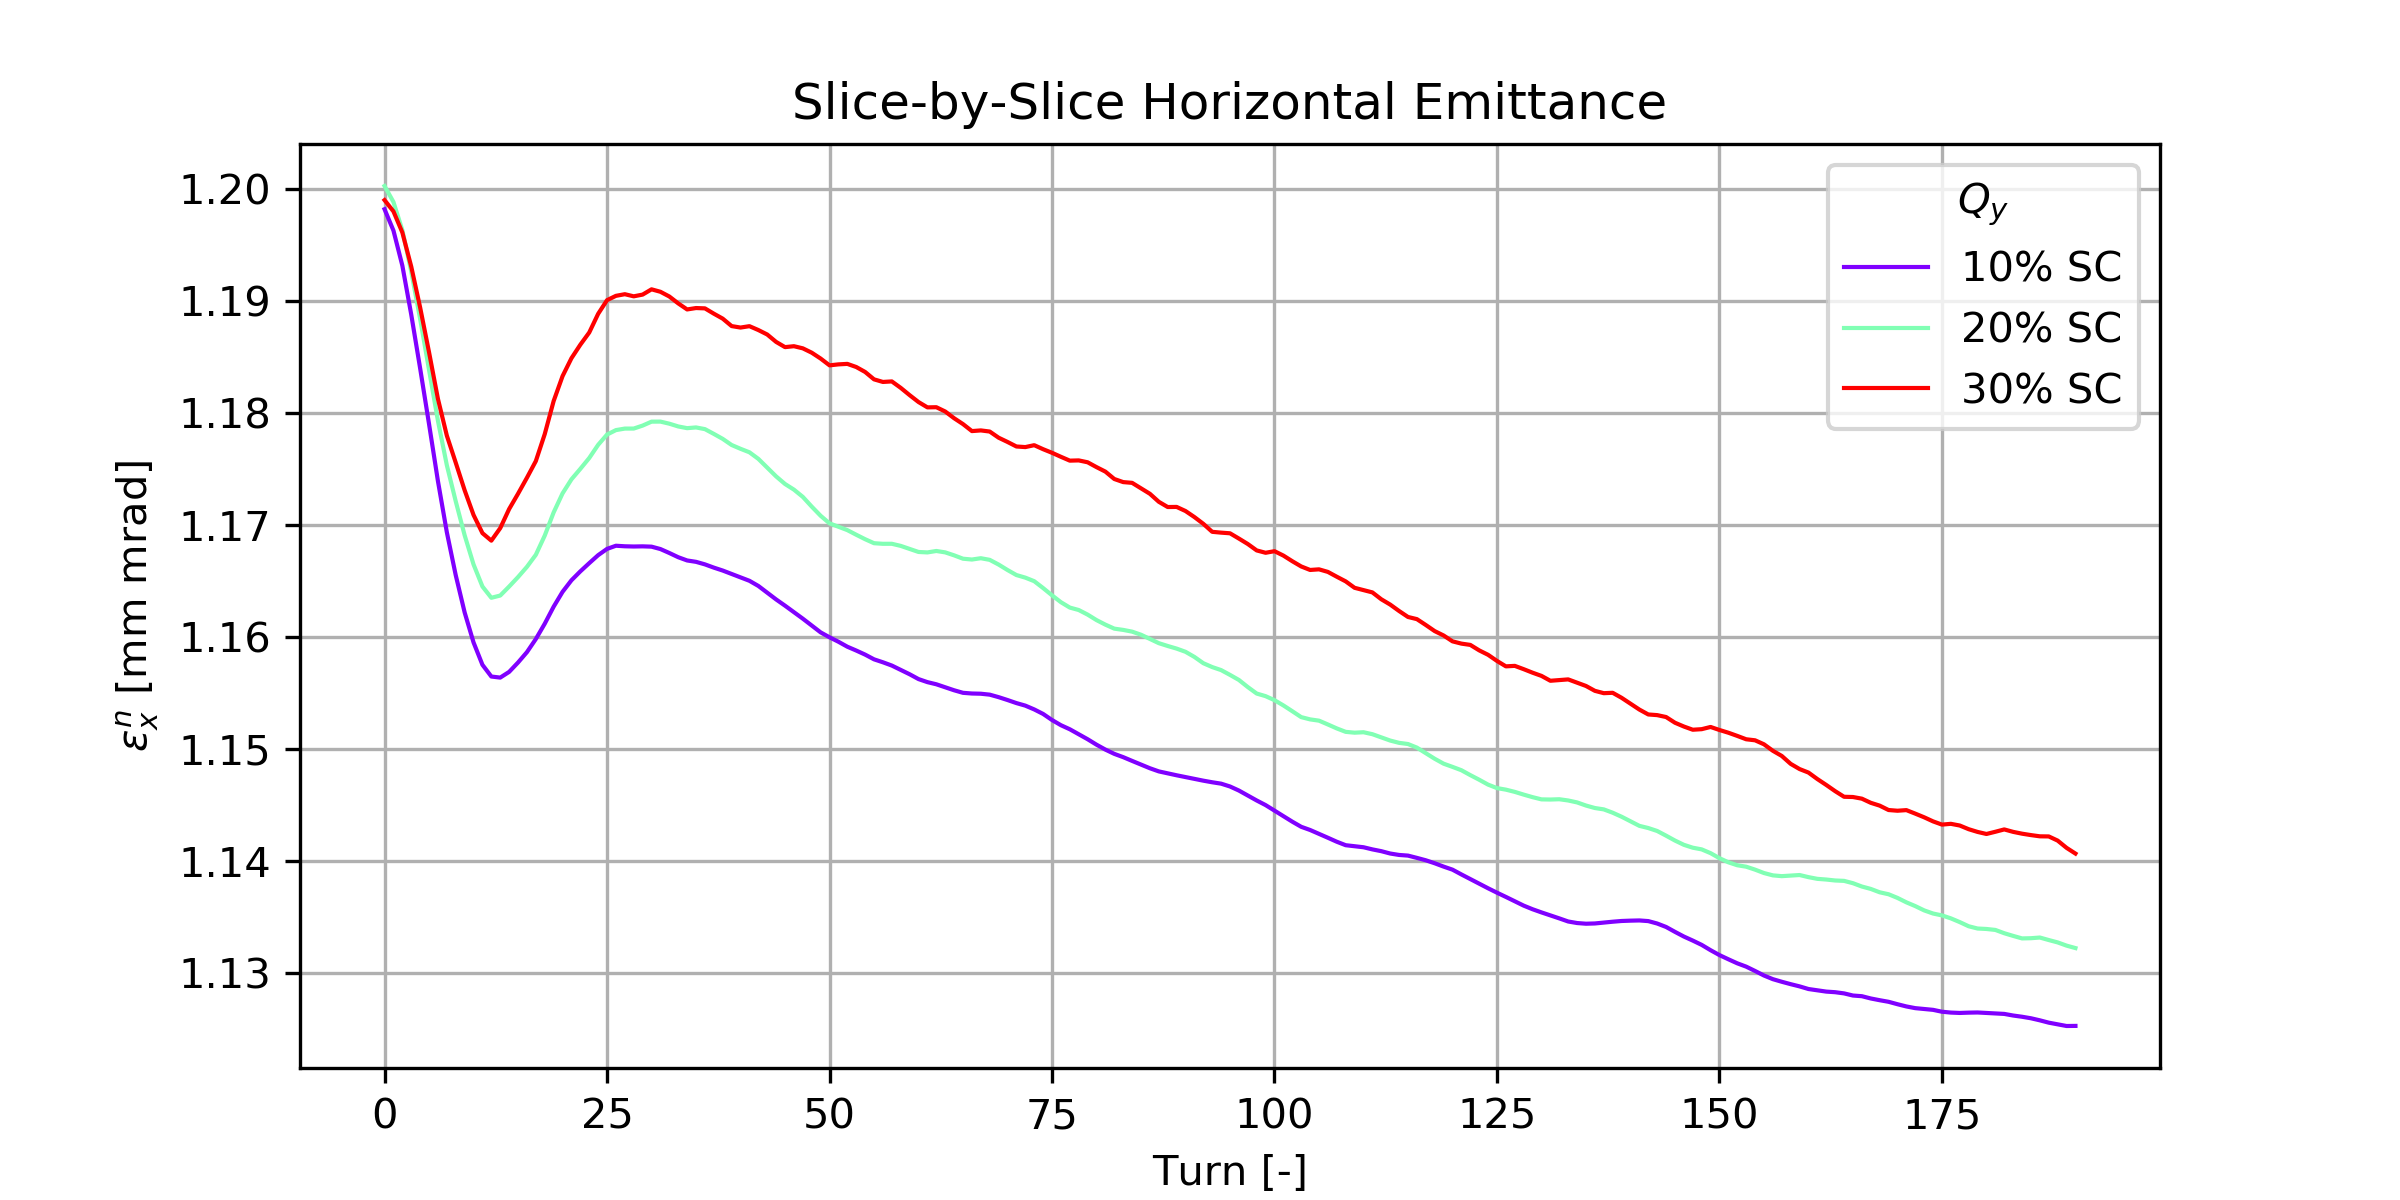 Slice-by-Slice Horizontal Emittance
Q_y
10% SC
20% SC
30% SC
1.20
1.19
1.18
1.17
1.16
1.15
1.14
1.13
ε_x^n [mm mrad]
0 25 50 75 100 125 150 175
Turn [-]